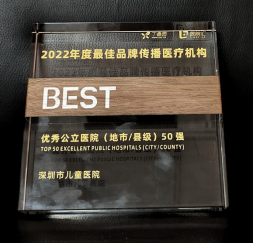 2022年度最佳品牌传播医疗机构
BEST
优秀公立医院（地市/县级）50强
TOP 50 EXCELLENT PUBLIC HOSPITALS (CITY/COUNTY)
深圳市儿童医院